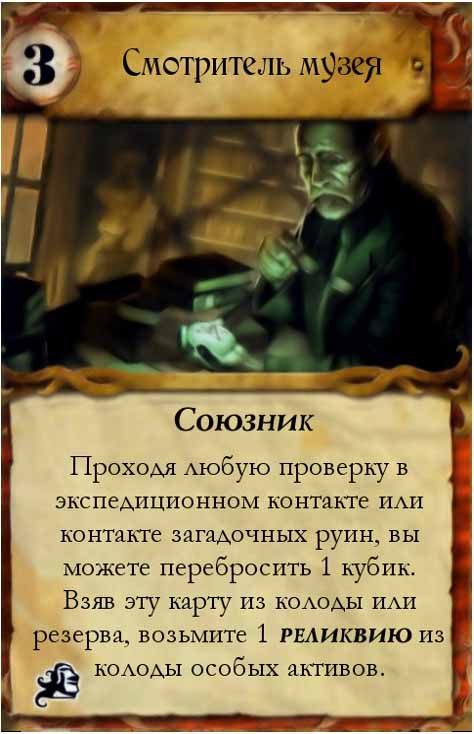 3
Смотритель музея
Союзник
Проходя любую проверку в
экспедиционном контакте или
контакте загадочных руин, вы
можете перебросить 1 кубик.
Взяв эту карту из колоды или
резерва, возьмите 1 реликвию из
колоды особых активов.